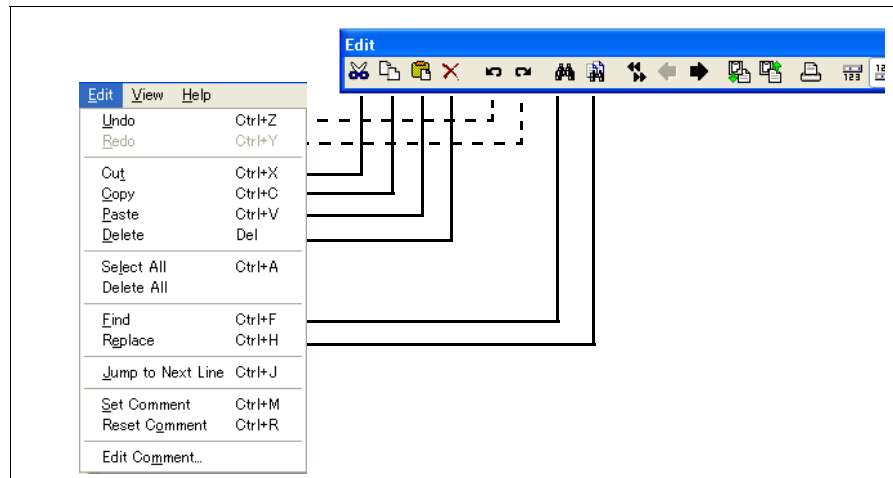 Edit
123
Edit View Help
Undo Ctrl+Z
Redo Ctrl+Y
Cut Ctrl+X
Copy Ctrl+C
Paste Ctrl+V
Delete Del
Select All Ctrl+A
Delete All
Find Ctrl+F
Replace Ctrl+H
Jump to Next Line Ctrl+J
Set Comment Ctrl+M
Reset Comment Ctrl+R
Edit Comment...